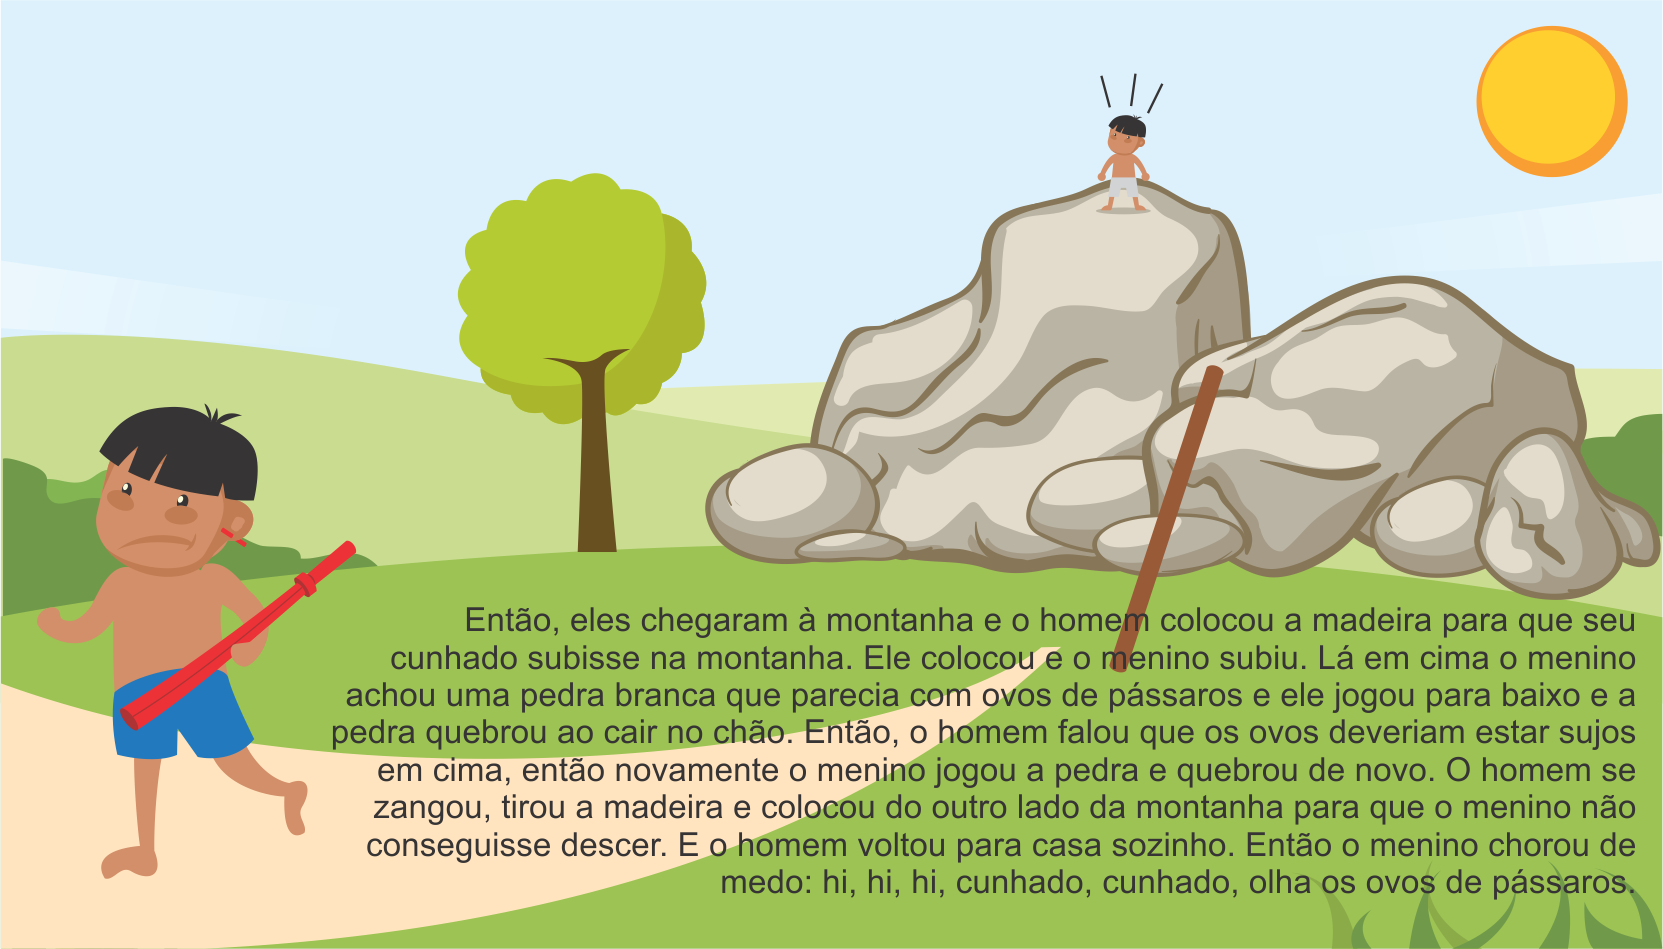 Então, eles chegaram à montanha e o homem colocou a madeira para que seu
cunhado subisse na montanha. Ele colocou e o menino subiu. Lá em cima o menino
achou uma pedra branca que parecia com ovos de pássaros e ele jogou para baixo e a
pedra quebrou ao cair no chão. Então, o homem falou que os ovos deveriam estar sujos
em cima, então novamente o menino jogou a pedra e quebrou de novo. O homem se
zangou, tirou a madeira e colocou do outro lado da montanha para que o menino não
conseguisse descer. E o homem voltou para casa sozinho. Então o menino chorou de
medo: hi, hi, hi, cunhado, cunhado, olha os ovos de pássaros.